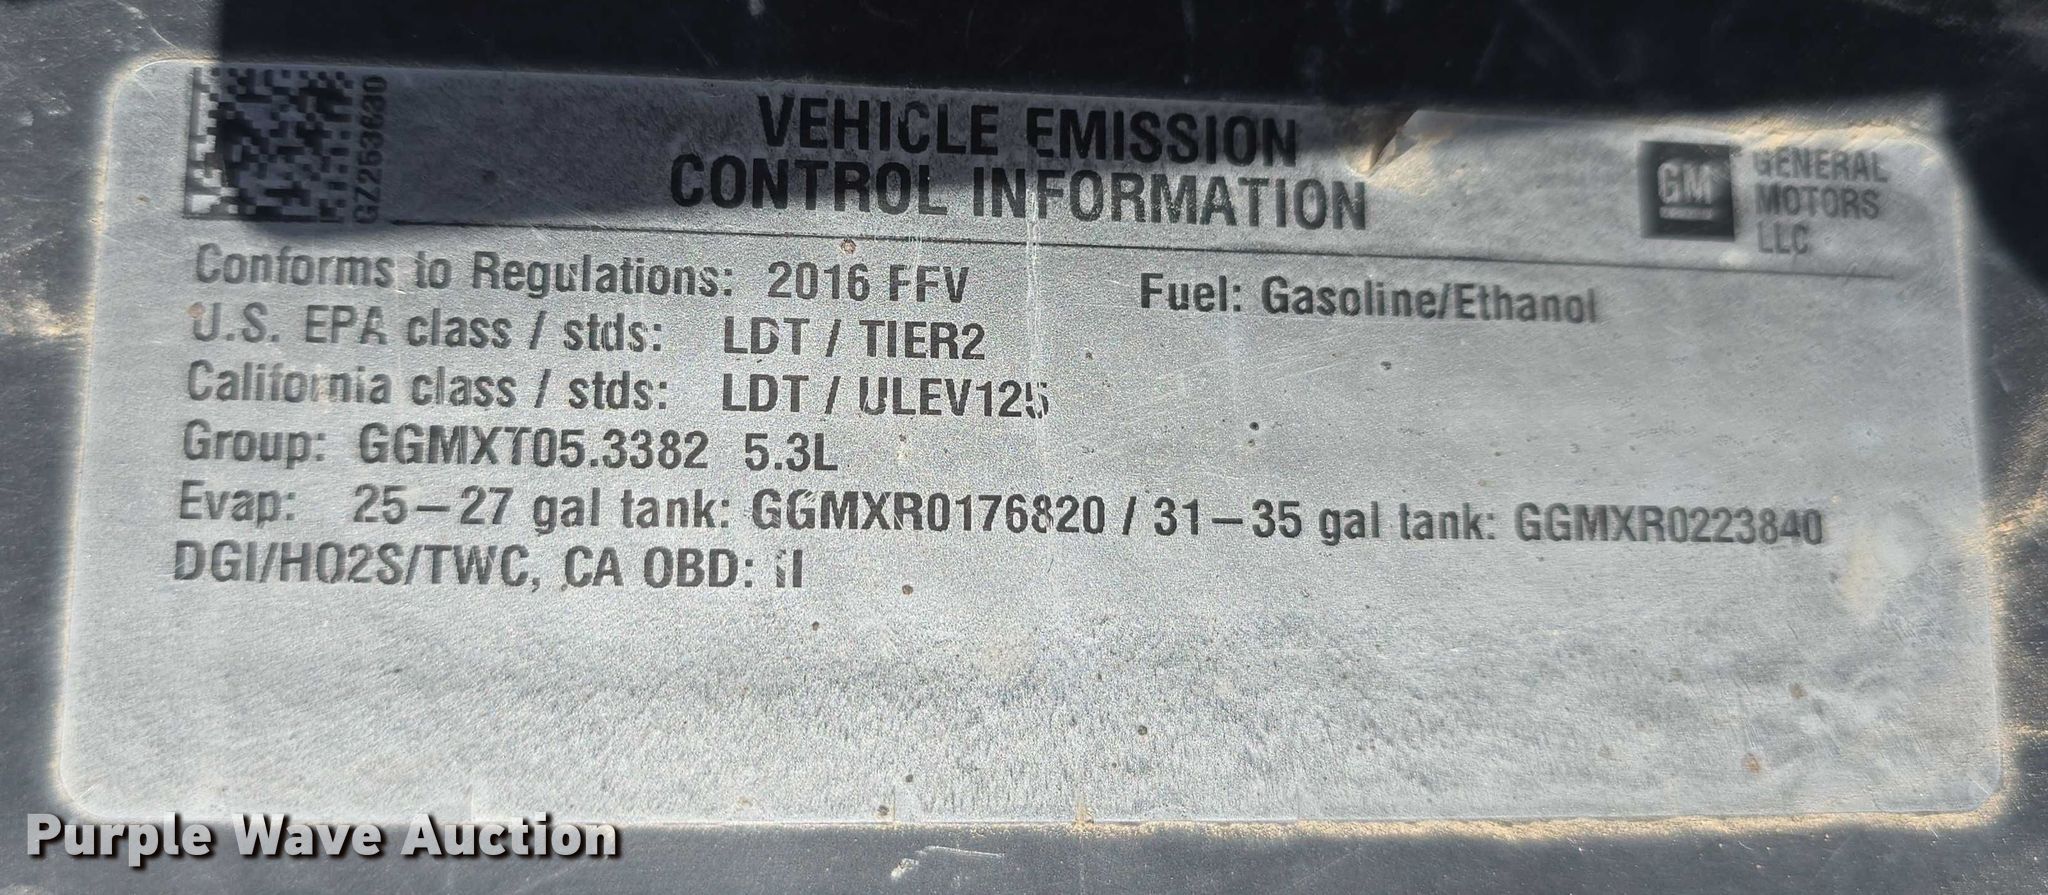 GZ253630
VEHICLE EMISSION
CONTROL INFORMATION
GM
GENERAL
MOTORS
LLC
Conforms to Regulations: 2016 FFV Fuel: Gasoline/Ethanol
U.S. EPA class / stds: LDT / TIER2
California class / stds: LDT / ULEV125
Group: GGMXT05.3382 5.3L
Evap: 25–27 gal tank: GGMXR0176820 / 31–35 gal tank: GGMXR0223840
DGI/HO2S/TWC, CA OBD: II
Purple Wave Auction